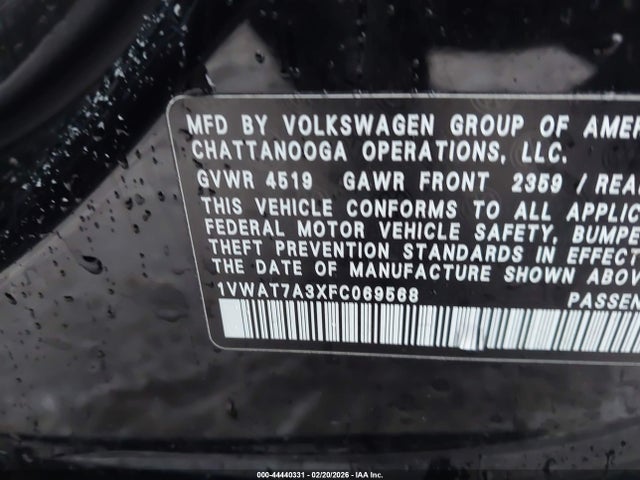 MFD BY VOLKSWAGEN GROUP OF AMER
CHATTANOOGA OPERATIONS, LLC.
GVWR 4519 GAWR FRONT 2359 / REA
THIS VEHICLE CONFORMS TO ALL APPLIC
FEDERAL MOTOR VEHICLE SAFETY, BUMPE
THEFT PREVENTION STANDARDS IN EFFECT
THE DATE OF MANUFACTURE SHOWN ABOV
1VWAT7A3XFC069568 PASSEN
000-44440331 - 02/20/2026 - IAA Inc.